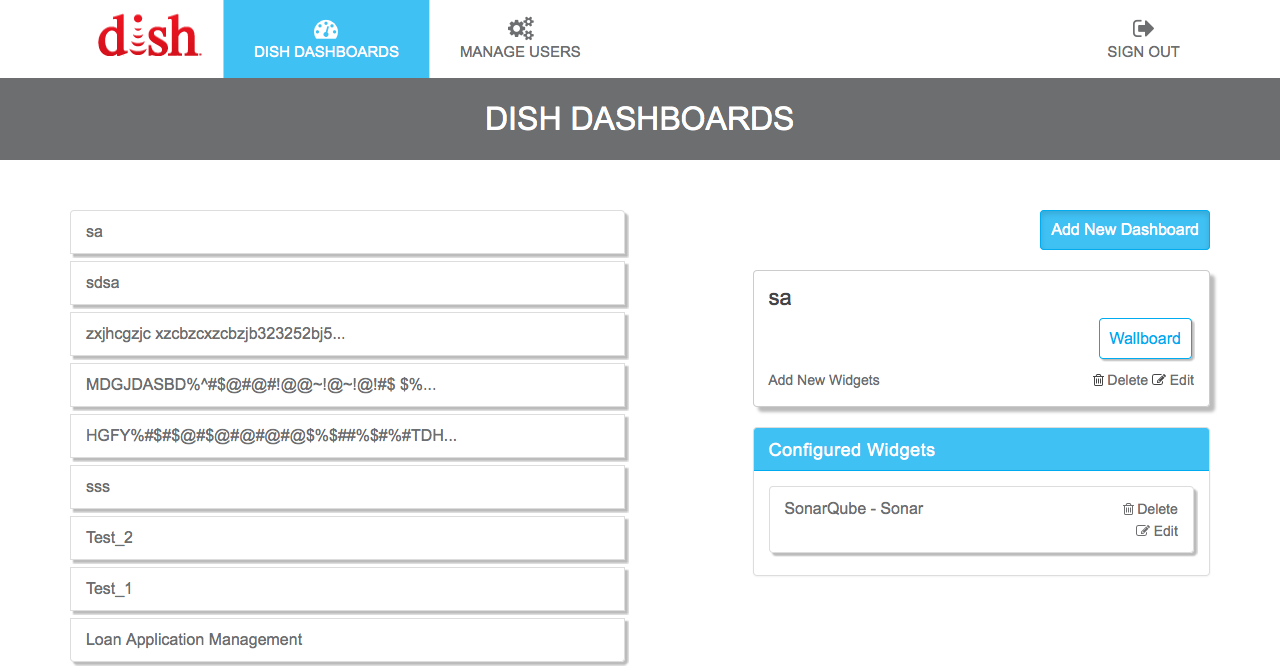 dish
DISH DASHBOARDS
MANAGE USERS
SIGN OUT
DISH DASHBOARDS
sa
sdsa
zxjhcgzjc xzcbzcxzcbzjb323252bj5...
MDGJDASBD%^#$@#@#!@@~!@~!@!#$ $%...
HGFY%#$#$@#$@#@#@#@$%$##%$#%#TDH...
sss
Test_2
Test_1
Loan Application Management
Add New Dashboard
sa
Wallboard
Add New Widgets Delete Edit
Configured Widgets
SonarQube - Sonar Delete
Edit